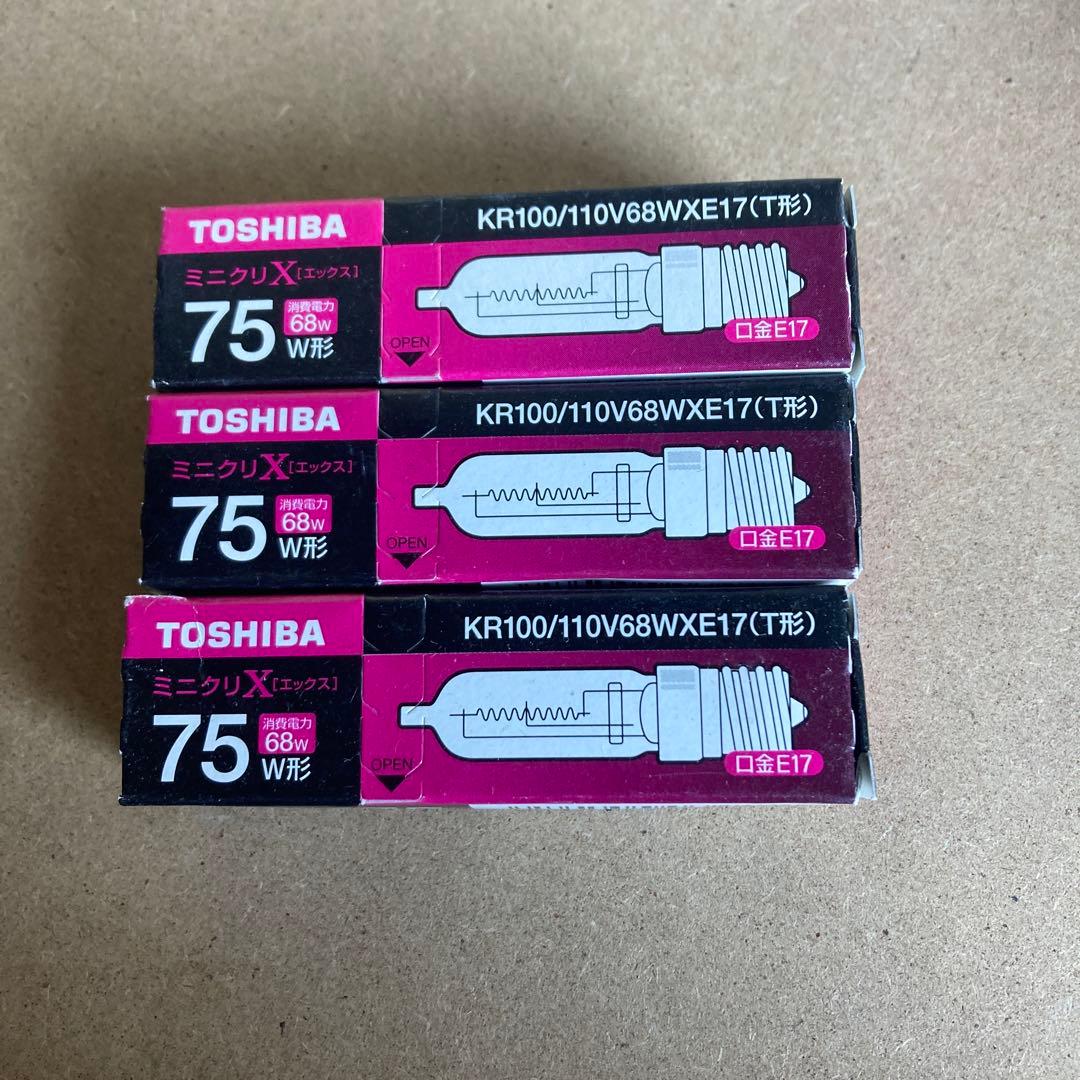 TOSHIBA
KR100/110V68WXE17(T形)
ミニクリX[エックス]
75
消費電力
68W
W形
OPEN
口金E17
TOSHIBA
KR100/110V68WXE17(T形)
ミニクリX[エックス]
75
消費電力
68W
W形
OPEN
口金E17
TOSHIBA
KR100/110V68WXE17(T形)
ミニクリX[エックス]
75
消費電力
68W
W形
OPEN
口金E17